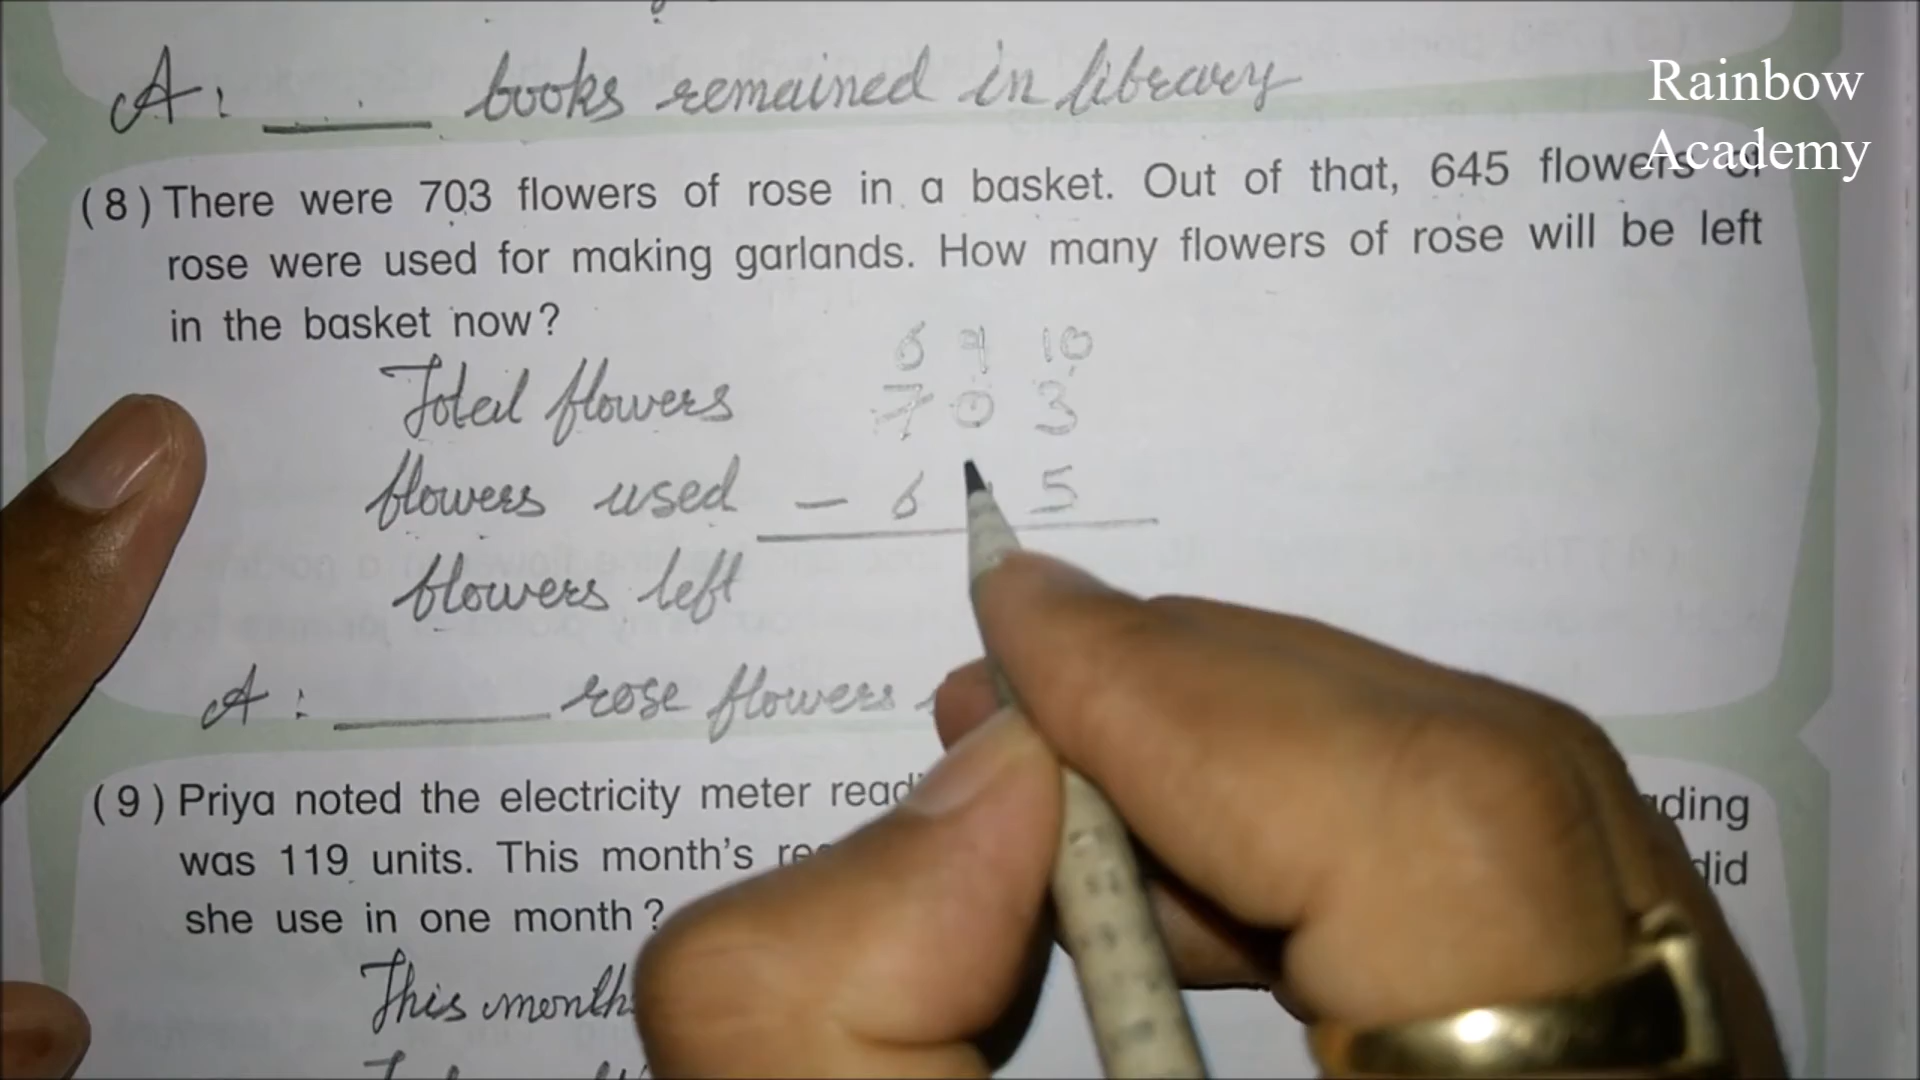 A: ____ books remained in library
Rainbow
Academy
(8) There were 703 flowers of rose in a basket. Out of that, 645 flowers of
rose were used for making garlands. How many flowers of rose will be left
in the basket now?
6 9 10
Total flowers 7 0 3
flowers used - 6 5
flowers left
A: ____ rose flowers
(9) Priya noted the electricity meter
was 119 units. This month's
she use in one month?
This month